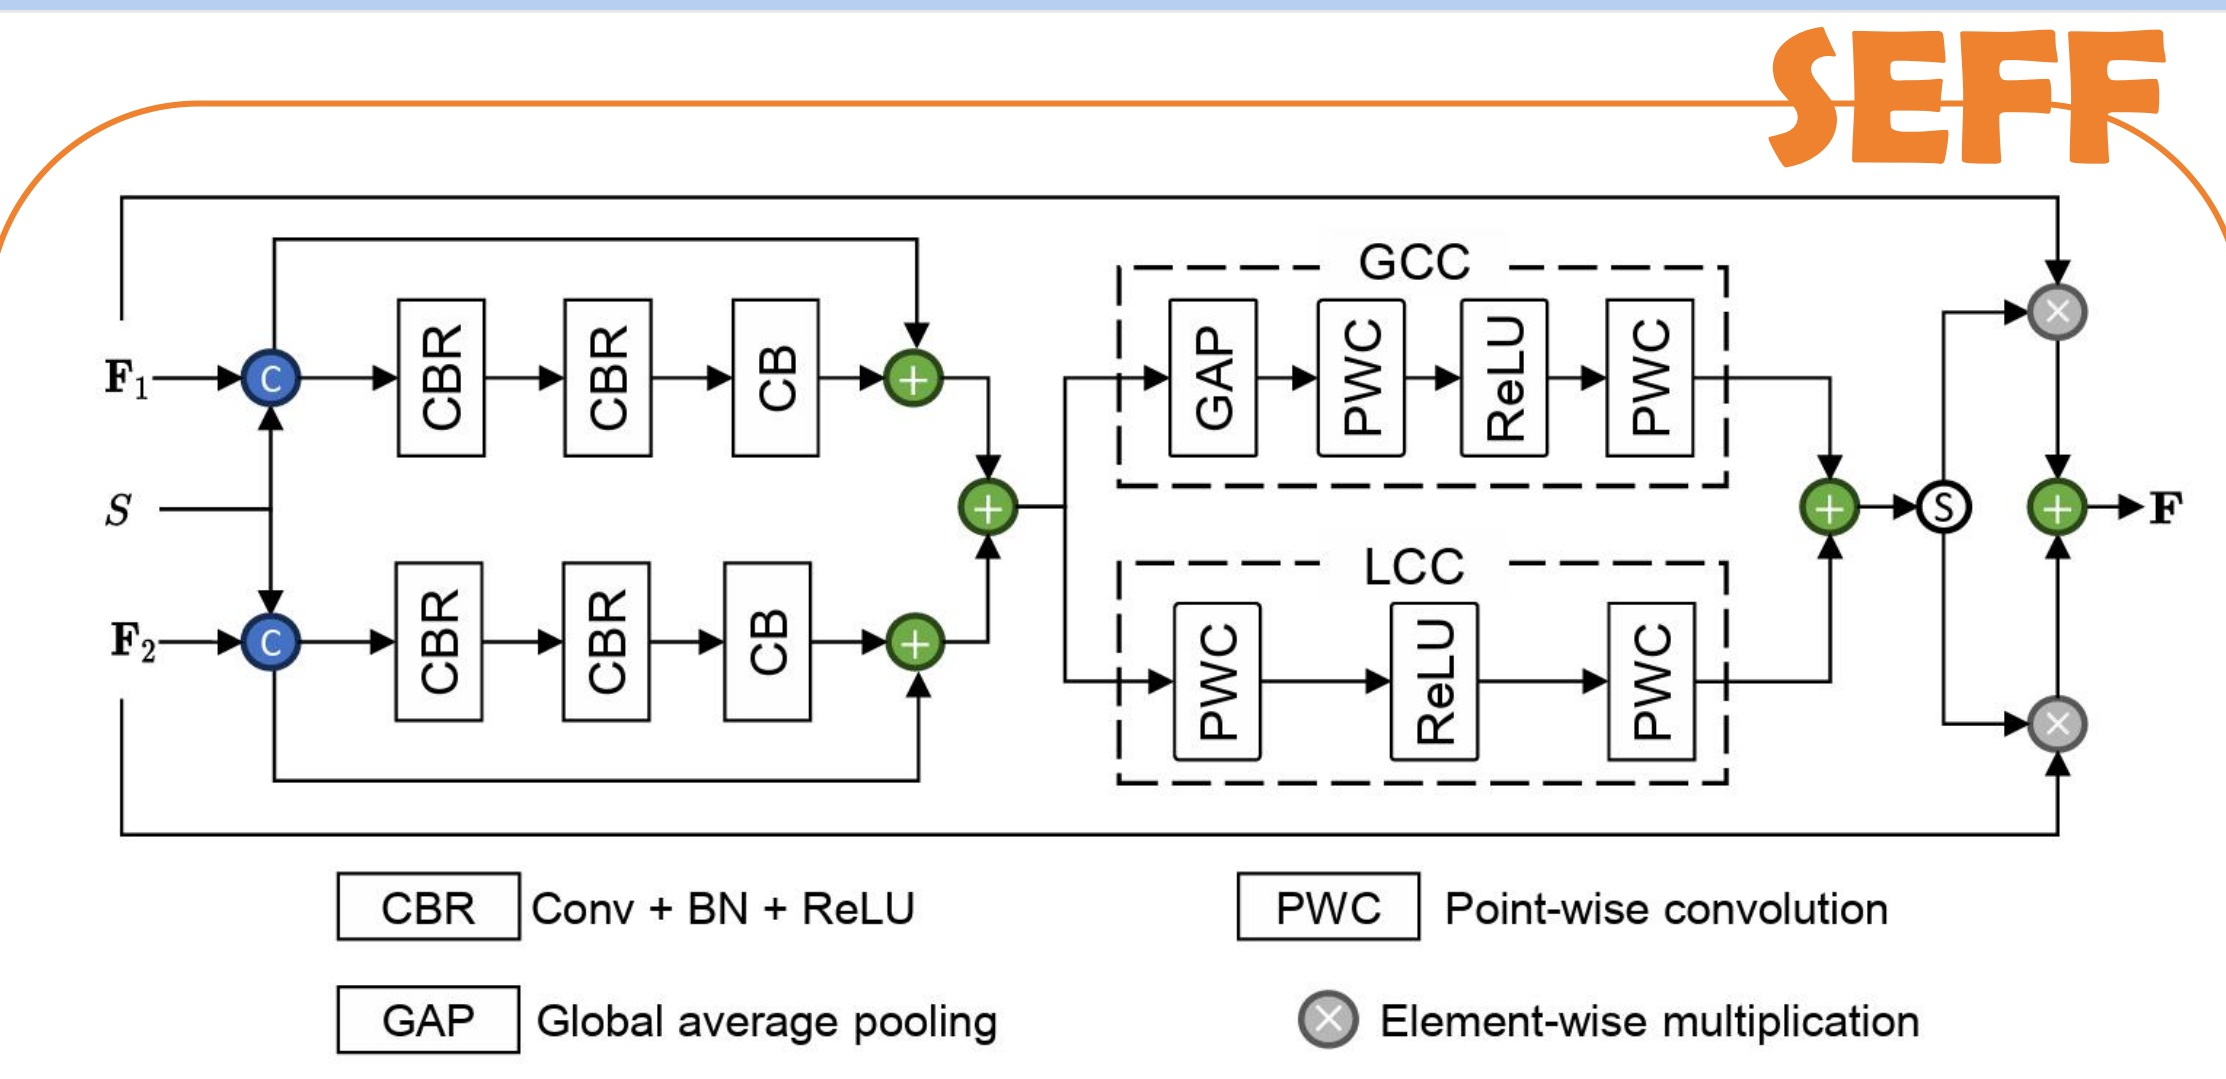 SEFF
GCC
F1 C CBR CBR CB + GAP PWC ReLU PWC ×
S + + S + F
LCC
F2 C CBR CBR CB + PWC ReLU PWC ×
CBR Conv + BN + ReLU
PWC Point-wise convolution
GAP Global average pooling
× Element-wise multiplication